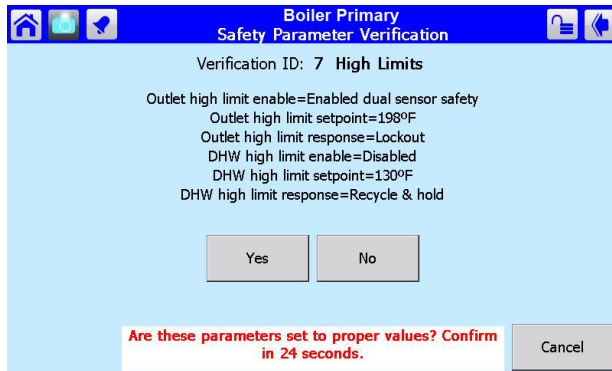 Boiler Primary
Safety Parameter Verification
Verification ID: 7 High Limits
Outlet high limit enable=Enabled dual sensor safety
Outlet high limit setpoint=198ºF
Outlet high limit response=Lockout
DHW high limit enable=Disabled
DHW high limit setpoint=130ºF
DHW high limit response=Recycle & hold
Yes
No
Are these parameters set to proper values? Confirm
in 24 seconds.
Cancel